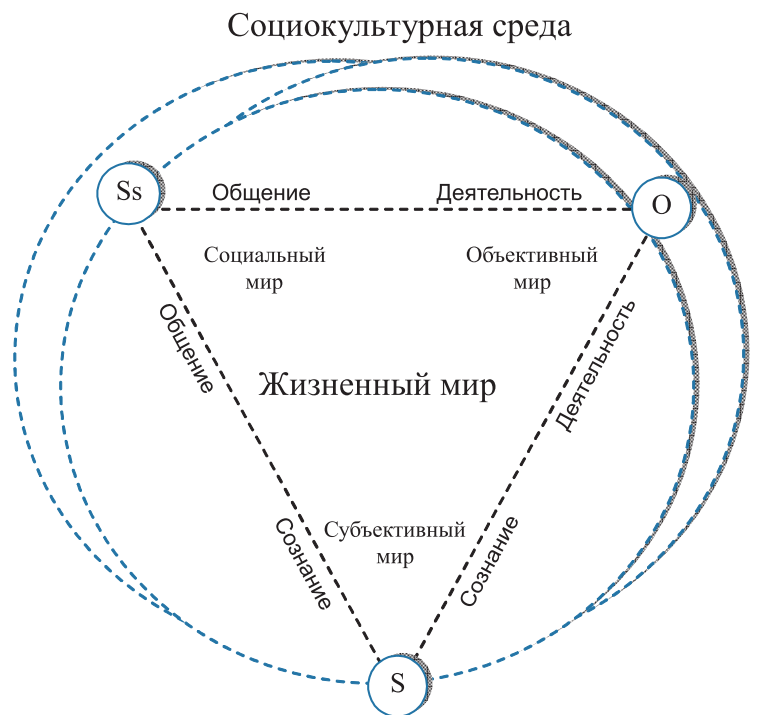 Социокультурная среда
Ss
Общение
Деятельность
O
Социальный
мир
Объективный
мир
Общение
Деятельность
Жизненный мир
Сознание
Субъективный
мир
Сознание
S